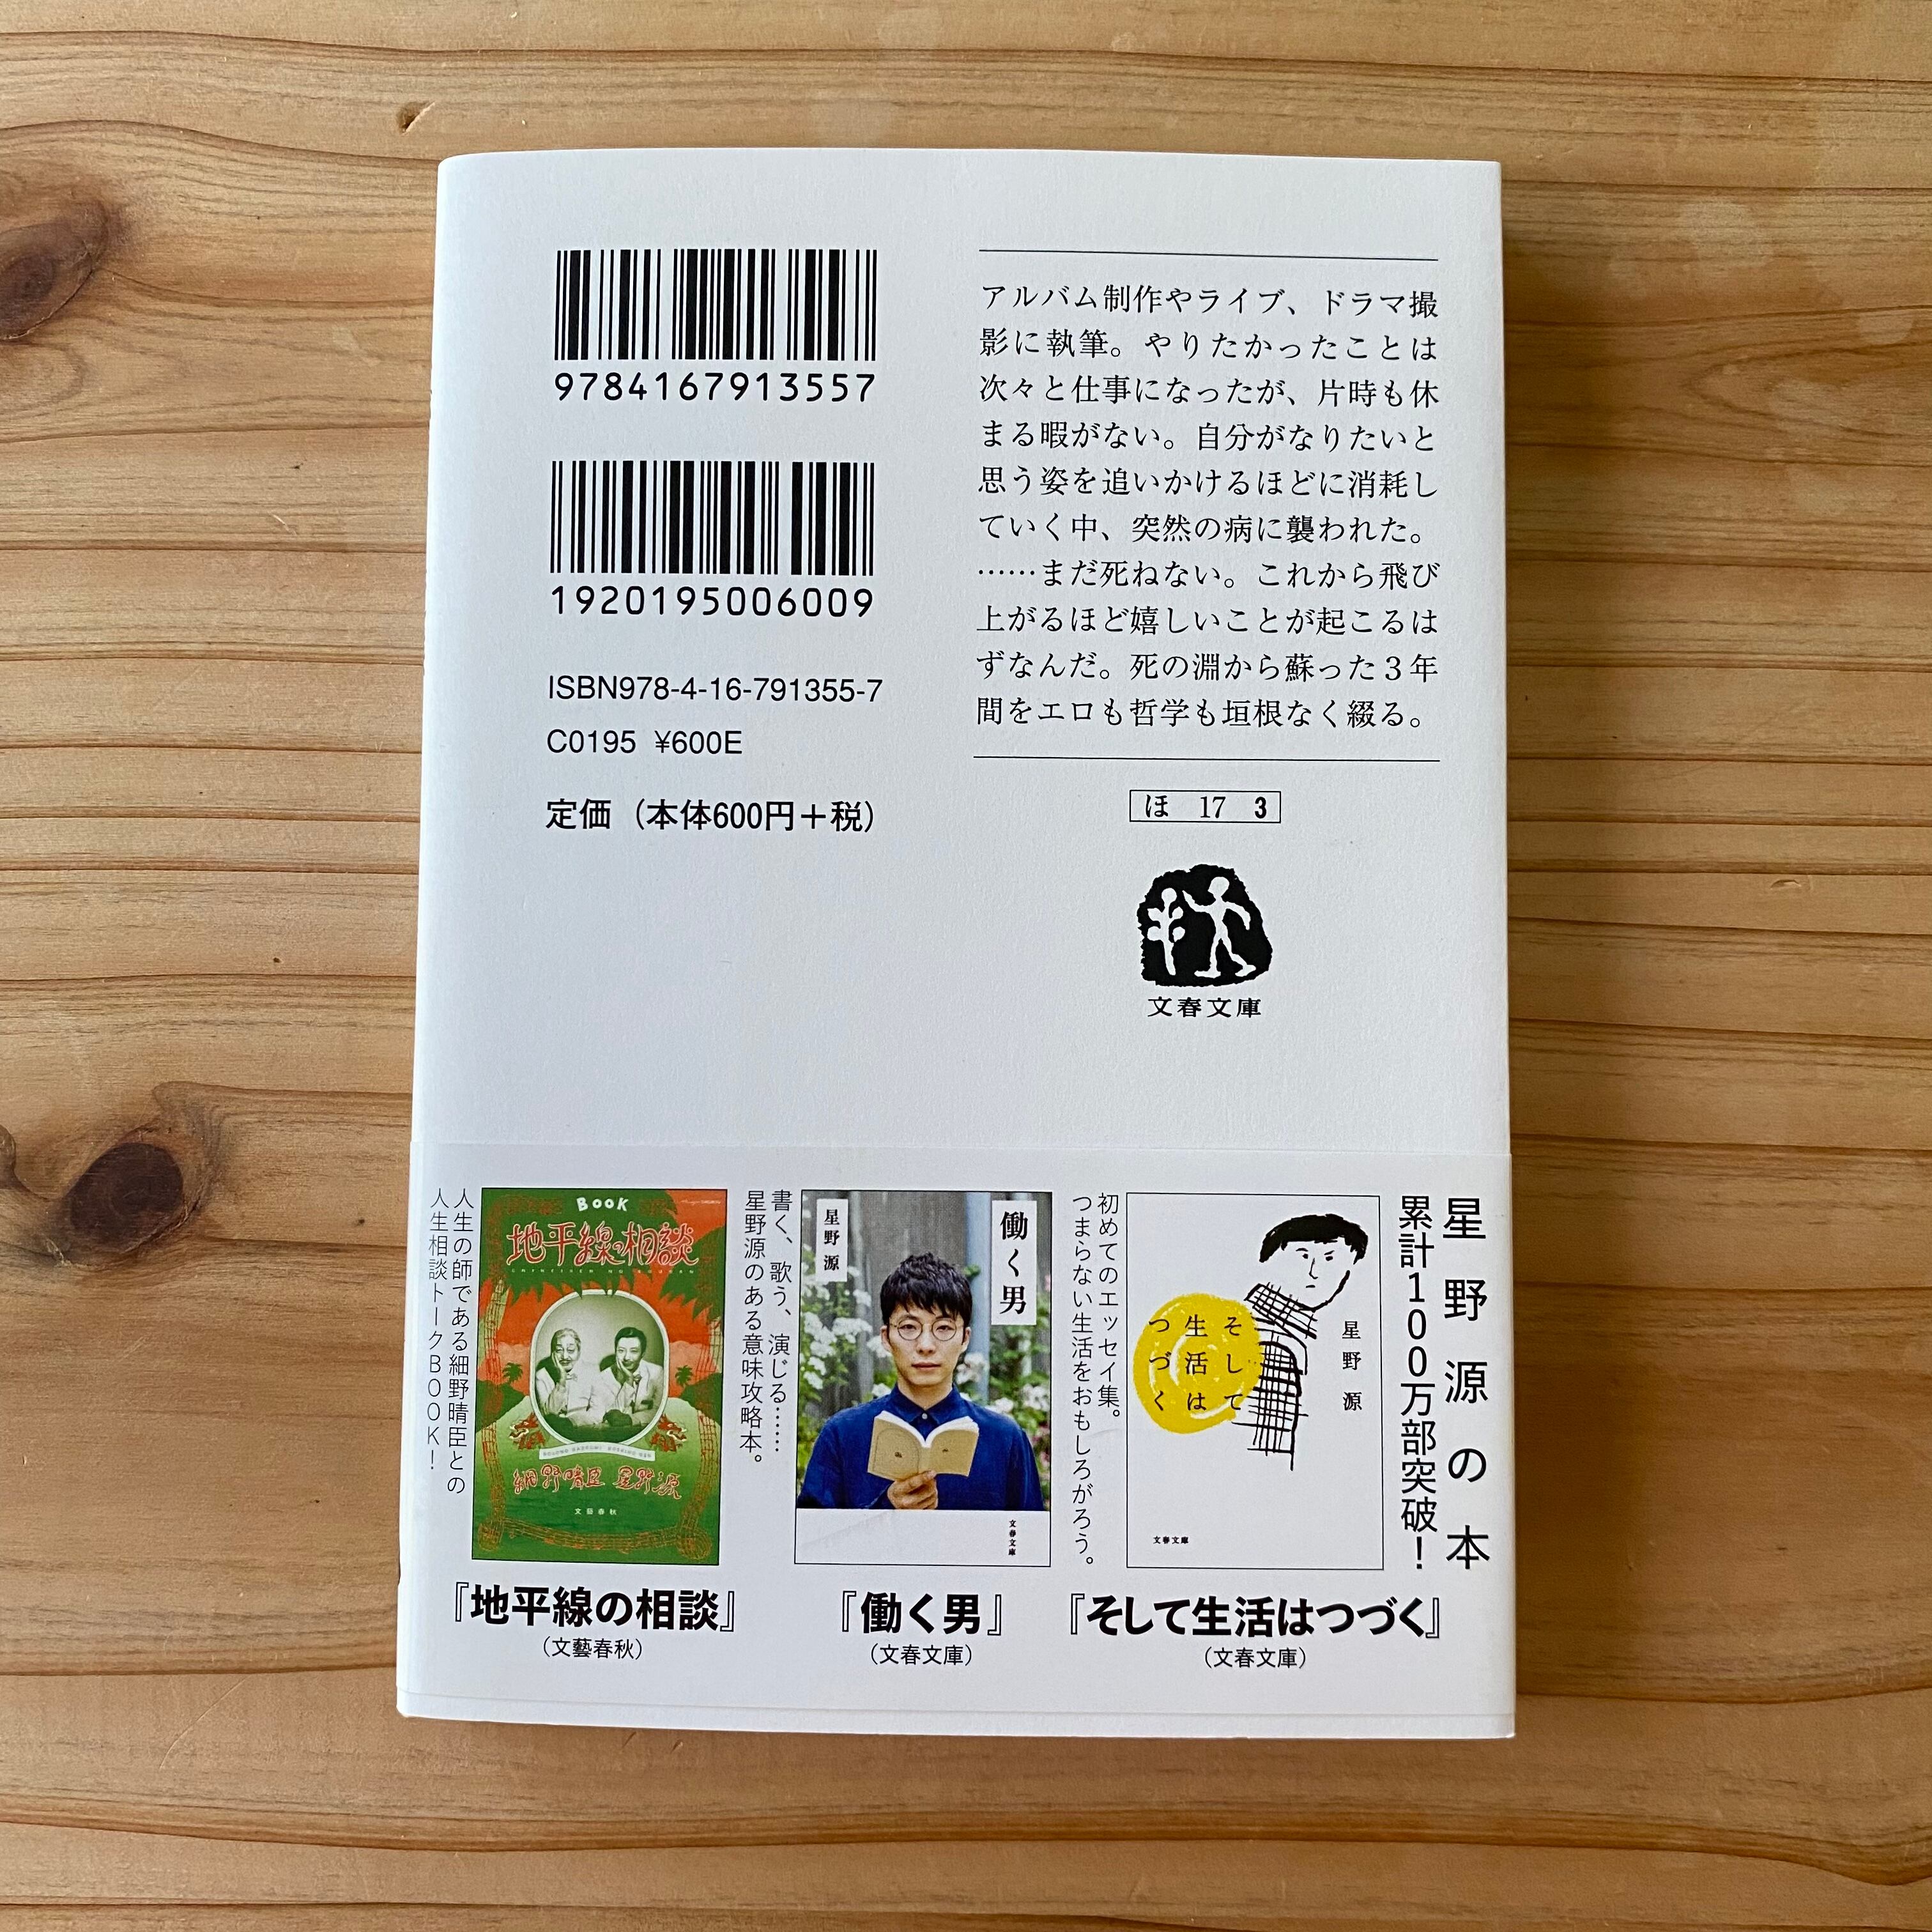 9784167913557
1920195006009
ISBN978-4-16-791355-7
C0195 ¥600E
定価（本体600円＋税）
アルバム制作やライブ、ドラマ撮
影に執筆。やりたかったことは
次々と仕事になったが、片時も休
まる暇がない。自分がなりたいと
思う姿を追いかけるほどに消耗し
ていく中、突然の病に襲われた。
……まだ死ねない。これから飛び
上がるほど嬉しいことが起こるは
ずなんだ。死の淵から蘇った3年
間をエロも哲学も垣根なく綴る。
ほ 17 3
文春文庫
星野源の本
累計100万部突破！
星野源
そして
生活は
つづく
文春文庫
初めてのエッセイ集。
つまらない生活をおもしろがろう。
『そして生活はつづく』
（文春文庫）
働く男
星野源
文春文庫
書く、歌う、演じる……
星野源のある意味攻略本。
『働く男』
（文春文庫）
BOOK
地平線の相談
細野晴臣 星野源
文藝春秋
人生の師である細野晴臣との
人生相談トークBOOK！
『地平線の相談』
（文藝春秋）